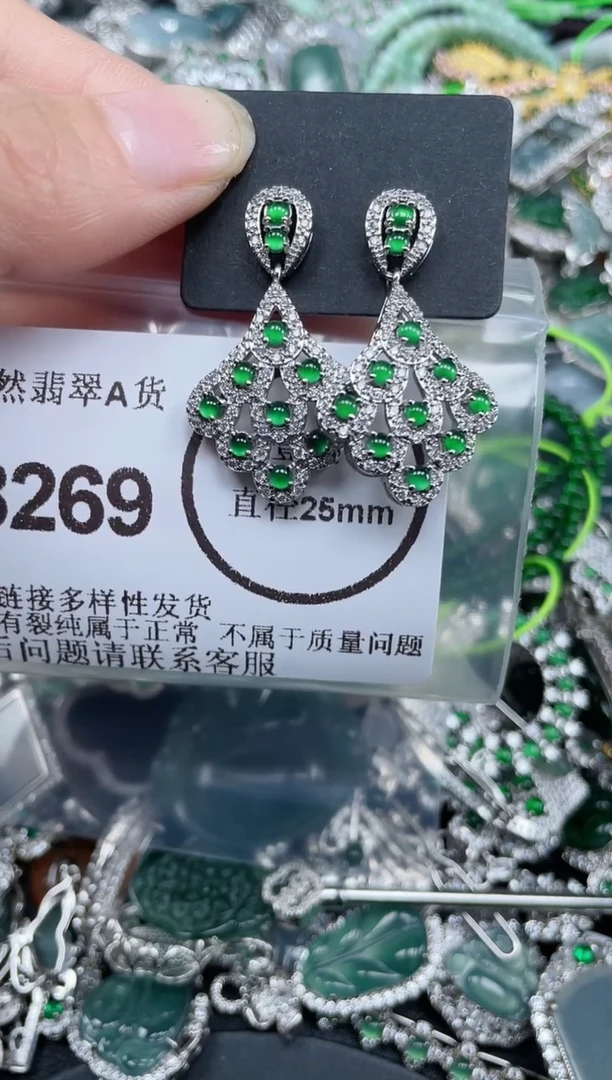 然翡翠A货
3269
直径25mm
链接多样性发货
有裂纯属于正常 不属于质量问题
后问题请联系客服